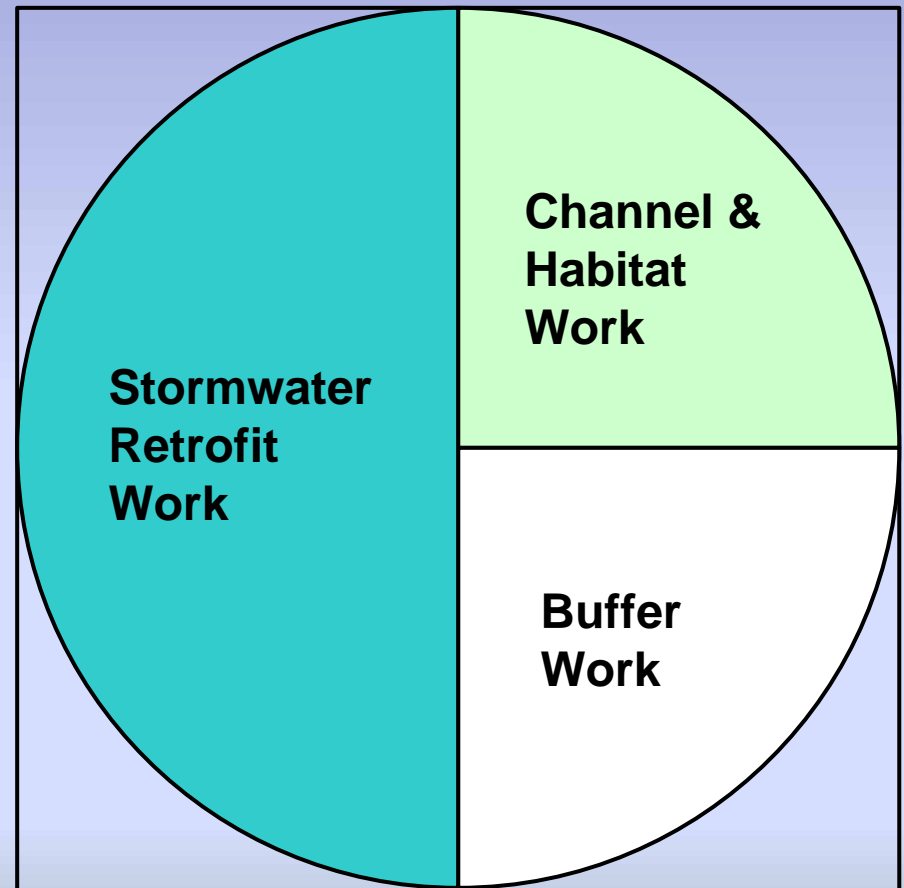 Channel &
Habitat
Work
Stormwater
Retrofit
Work
Buffer
Work